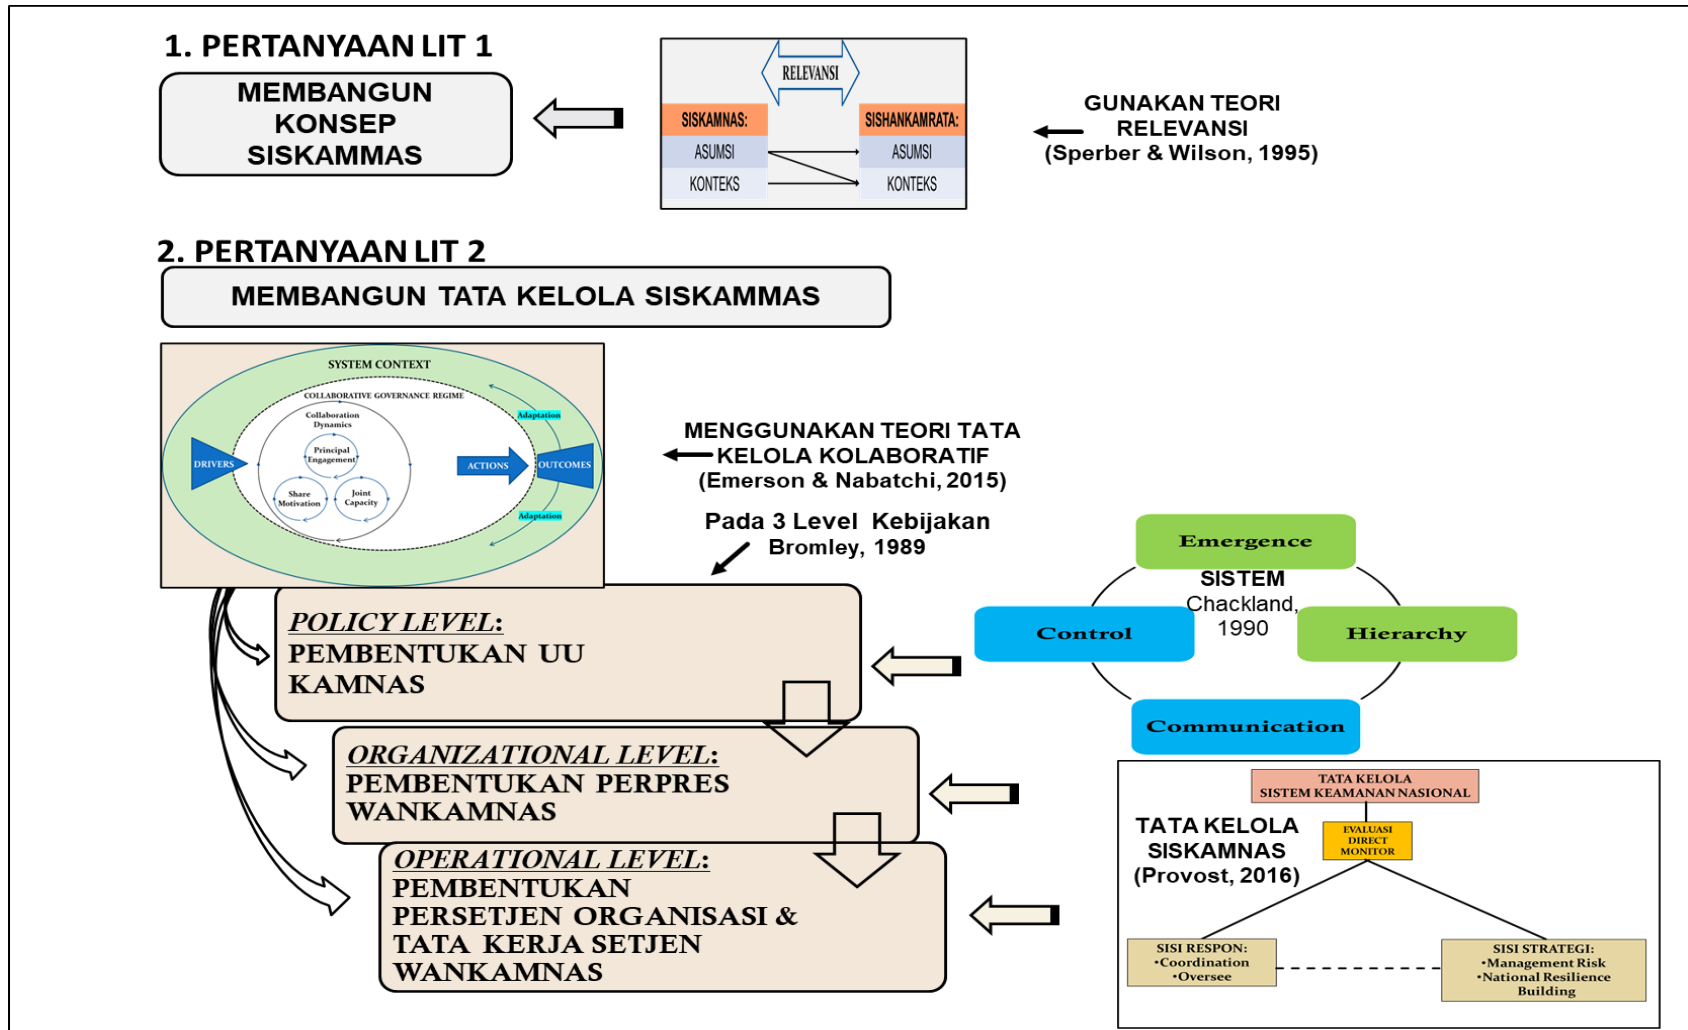 1. PERTANYAAN LIT 1
MEMBANGUN
KONSEP
SISKAMMAS
RELEVANSI
SISKAMNAS:
SISHANKAMRATA:
ASUMSI
ASUMSI
KONTEKS
KONTEKS
GUNAKAN TEORI
RELEVANSI
(Sperber & Wilson, 1995)
2. PERTANYAAN LIT 2
MEMBANGUN TATA KELOLA SISKAMMAS
SYSTEM CONTEXT
COLLABORATIVE GOVERNANCE REGIME
Collaboration
Dynamics
Principal
Engagement
Share
Motivation
Joint
Capacity
DRIVERS
ACTIONS
OUTCOMES
Adaptation
Adaptation
MENGGUNAKAN TEORI TATA
KELOLA KOLABORATIF
(Emerson & Nabatchi, 2015)
Pada 3 Level Kebijakan
Bromley, 1989
POLICY LEVEL:
PEMBENTUKAN UU
KAMNAS
ORGANIZATIONAL LEVEL:
PEMBENTUKAN PERPRES
WANKAMNAS
OPERATIONAL LEVEL:
PEMBENTUKAN
PERSETJEN ORGANISASI &
TATA KERJA SETJEN
WANKAMNAS
Emergence
SISTEM
Chackland,
1990
Control
Hierarchy
Communication
TATA KELOLA
SISTEM KEAMANAN NASIONAL
TATA KELOLA
SISKAMNAS
(Provost, 2016)
EVALUASI
DIRECT
MONITOR
SISI RESPON:
•Coordination
•Oversee
SISI STRATEGI:
•Management Risk
•National Resilience
Building